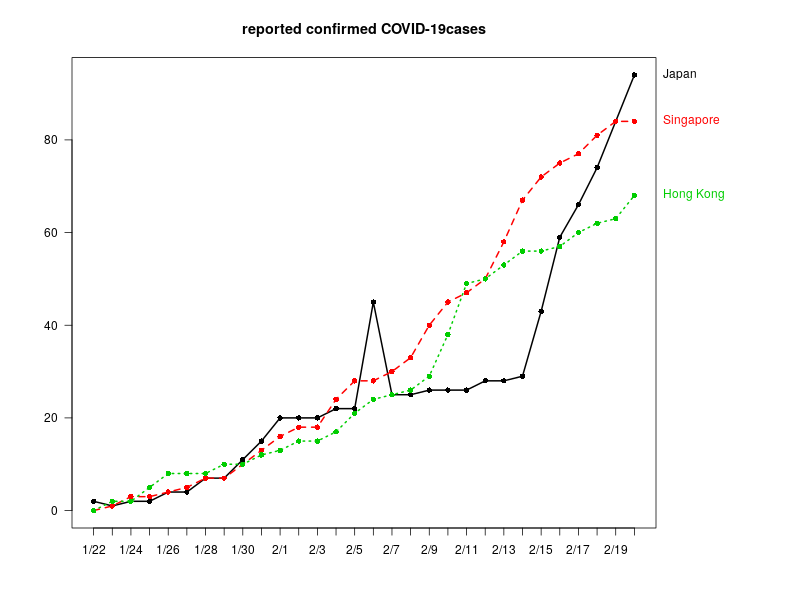 reported confirmed COVID-19cases
Japan
Singapore
Hong Kong
80
60
40
20
0
1/22 1/24 1/26 1/28 1/30 2/1 2/3 2/5 2/7 2/9 2/11 2/13 2/15 2/17 2/19